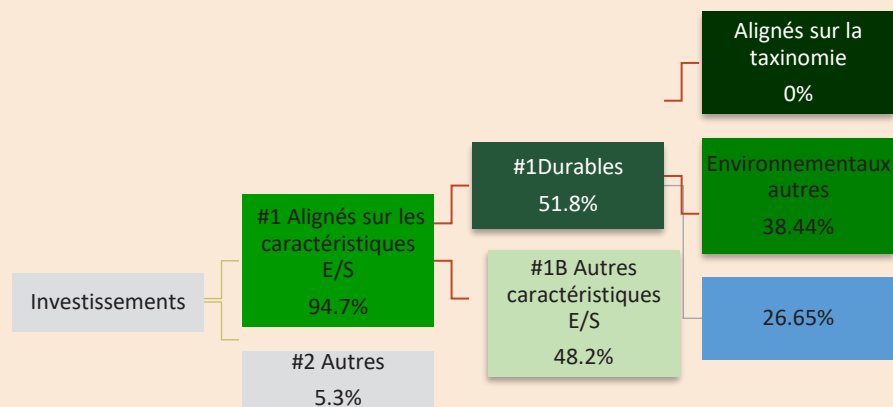 Investissements
#1 Alignés sur les
caractéristiques
E/S
94.7%
#2 Autres
5.3%
#1Durables
51.8%
#1B Autres
caractéristiques
E/S
48.2%
Alignés sur la
taxinomie
0%
Environnementaux
autres
38.44%
26.65%